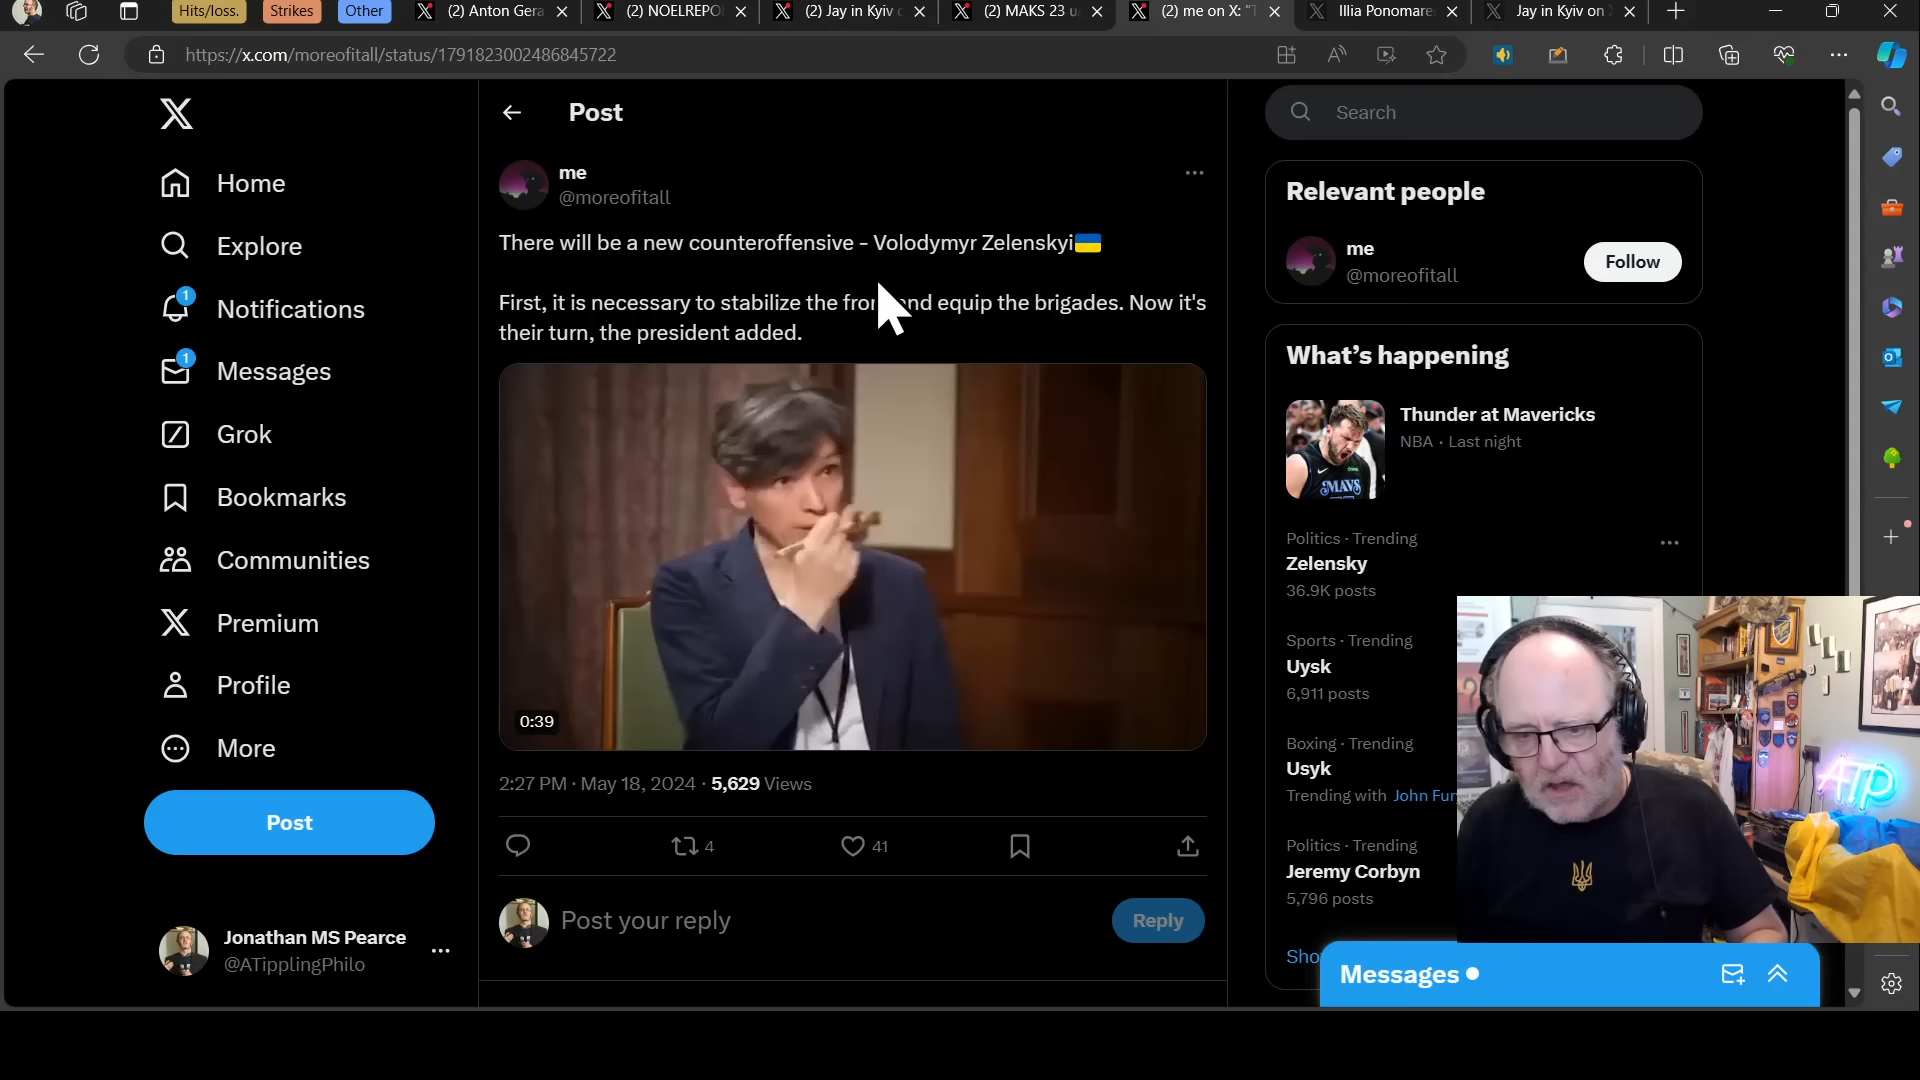 Hits/loss.
Strikes
Other
(2) Anton Gera
(2) NOELREPO
(2) Jay in Kyiv
(2) MAKS 23
(2) me on X: "T
Illia Ponomare
Jay in Kyiv on
https://x.com/moreofitall/status/1791823002486845722
Home
Explore
1
Notifications
1
Messages
Grok
Bookmarks
Communities
Premium
Profile
More
Post
Jonathan MS Pearce
@ATipplingPhilo
Post
me
@moreofitall
There will be a new counteroffensive - Volodymyr Zelenskyi🇺🇦
First, it is necessary to stabilize the fron and equip the brigades. Now it's
their turn, the president added.
0:39
2:27 PM · May 18, 2024 · 5,629 Views
4
41
Post your reply
Reply
Search
Relevant people
me
@moreofitall
Follow
What's happening
Thunder at Mavericks
NBA · Last night
MAVS
Politics · Trending
Zelensky
36.9K posts
Sports · Trending
Uysk
6,911 posts
Boxing · Trending
Usyk
Trending with John Fur
Politics · Trending
Jeremy Corbyn
5,796 posts
Sho
Messages
ATP